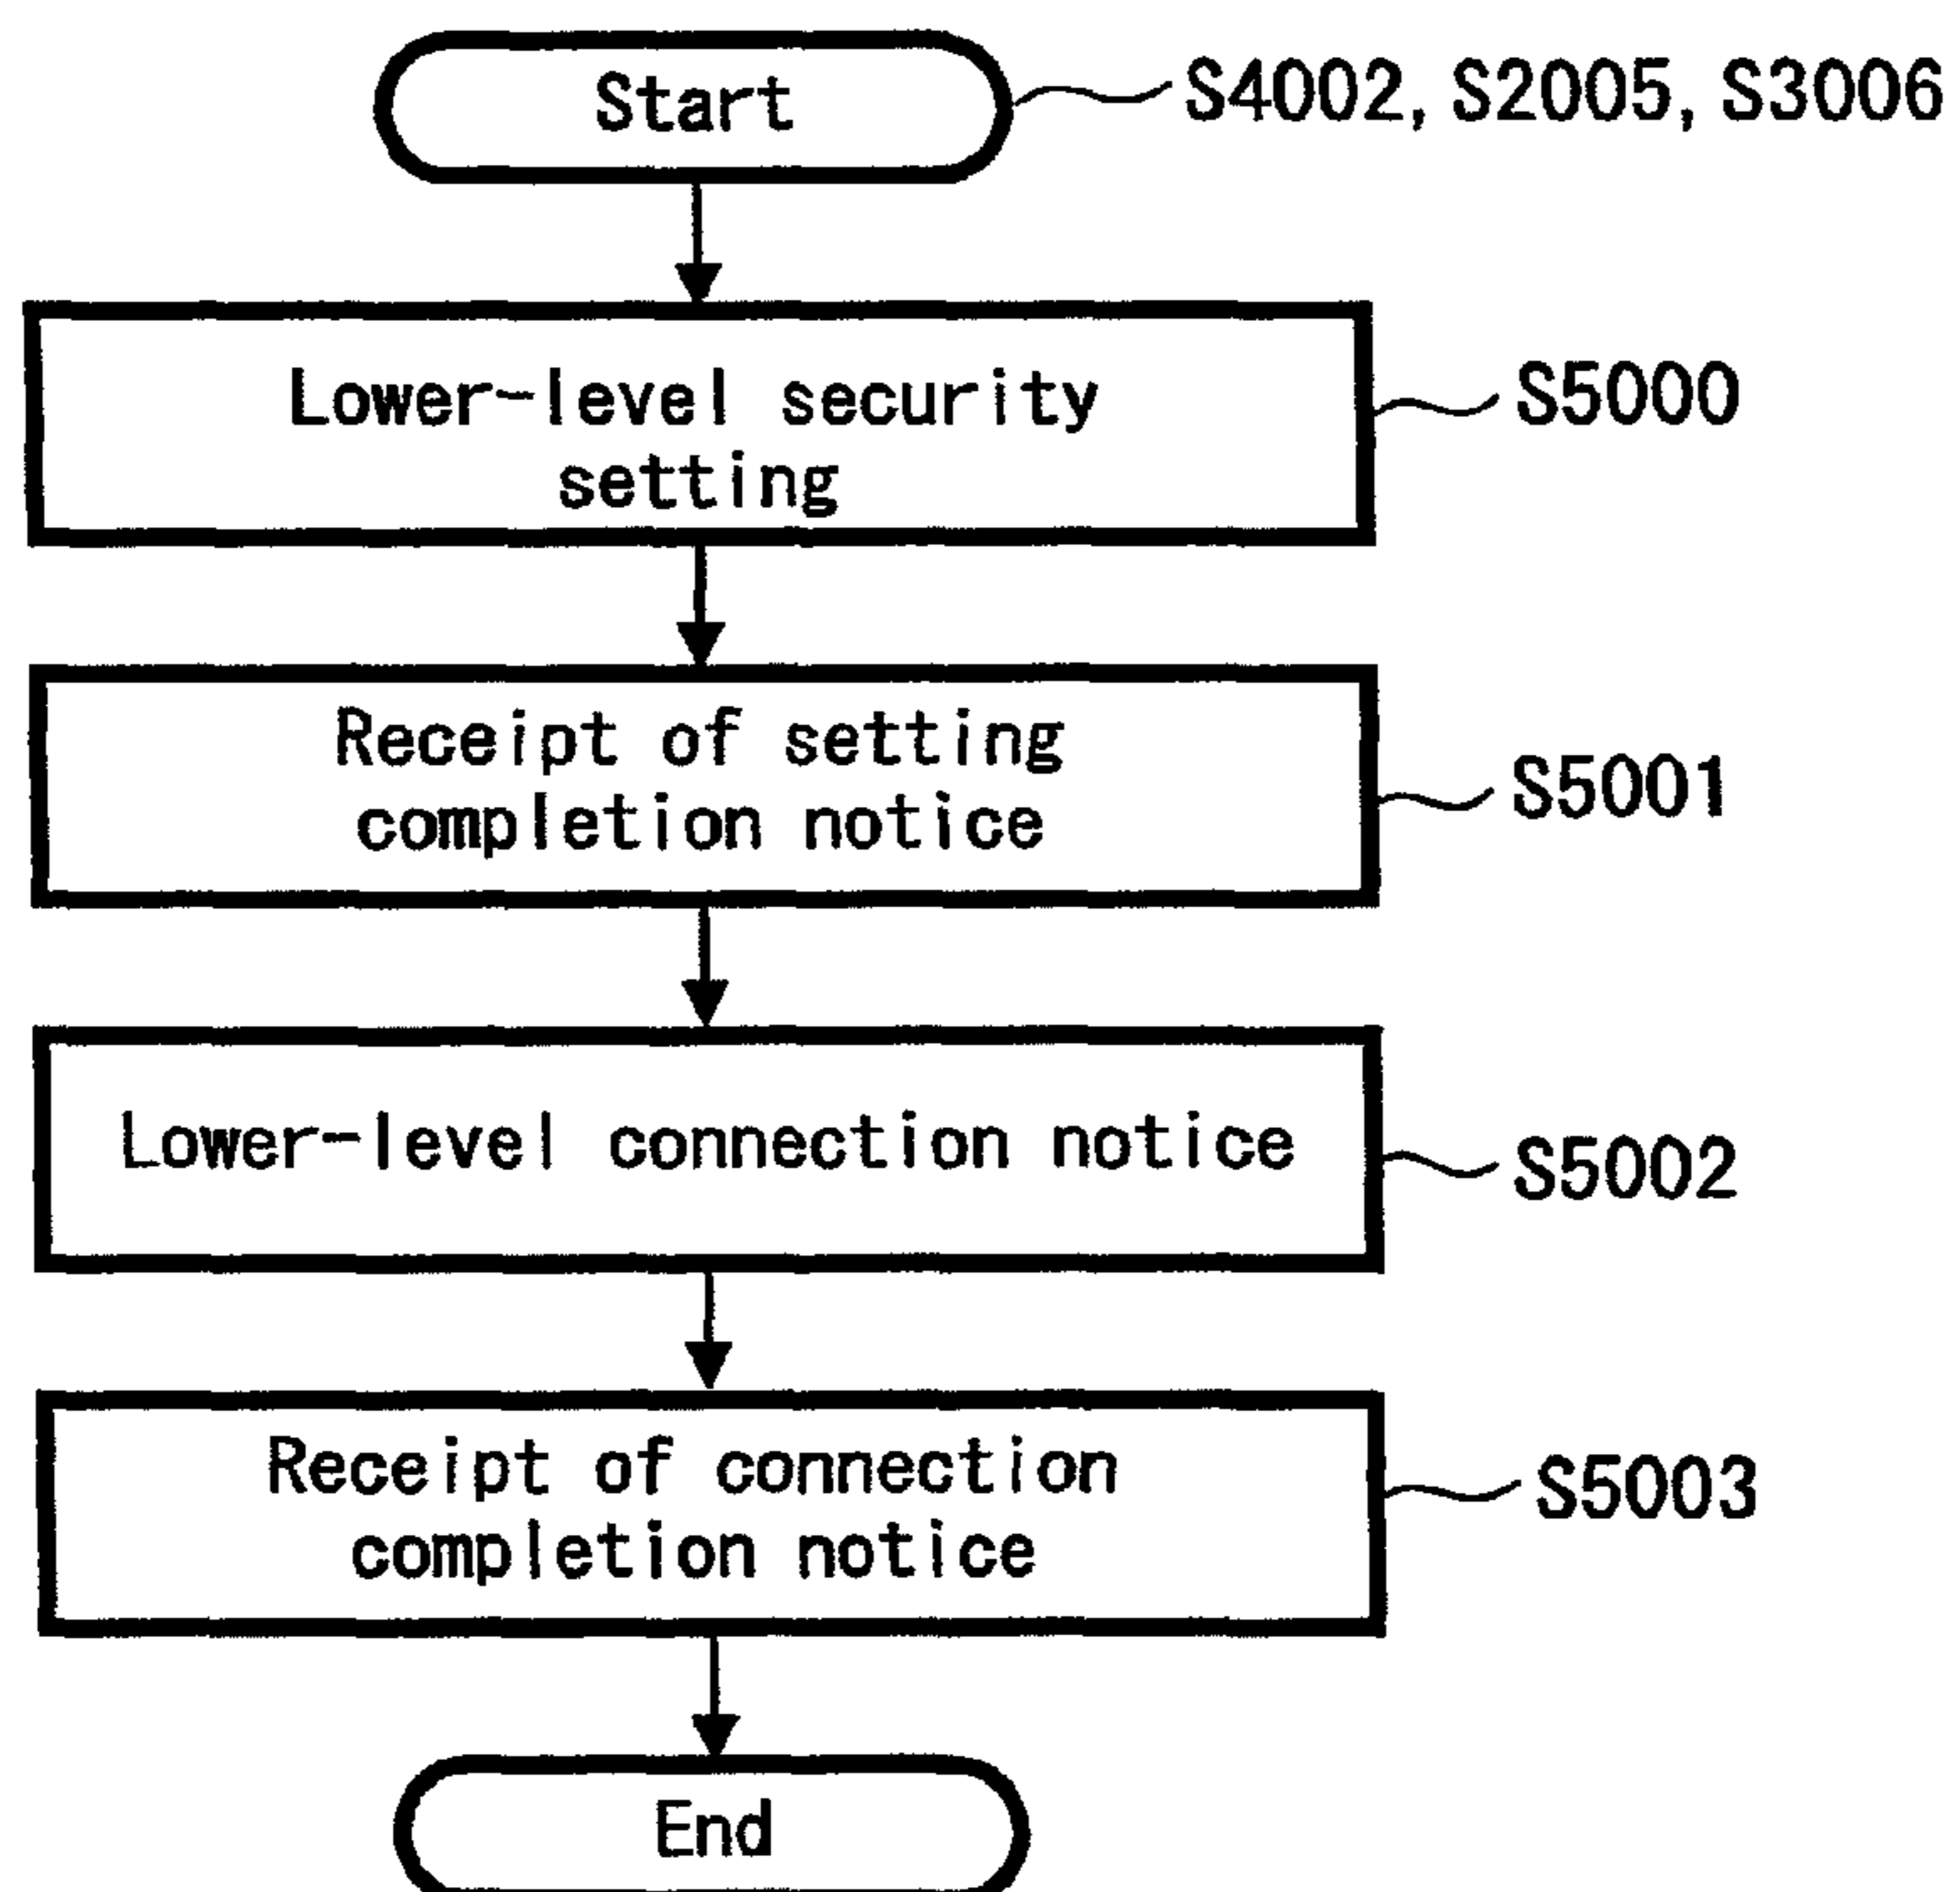 Start
S4002, S2005, S3006
Lower-level security
setting
S5000
Receipt of setting
completion notice
S5001
Lower-level connection notice
S5002
Receipt of connection
completion notice
S5003
End